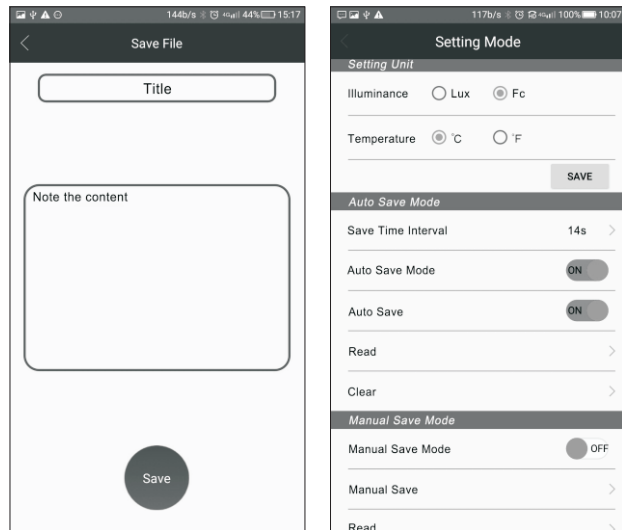 144b/s 4G 44% 15:17
Save File
Title
Note the content
Save
117b/s 4G 100% 10:07
Setting Mode
Setting Unit
Illuminance Lux Fc
Temperature °C °F
SAVE
Auto Save Mode
Save Time Interval 14s
Auto Save Mode ON
Auto Save ON
Read
Clear
Manual Save Mode
Manual Save Mode OFF
Manual Save
Read